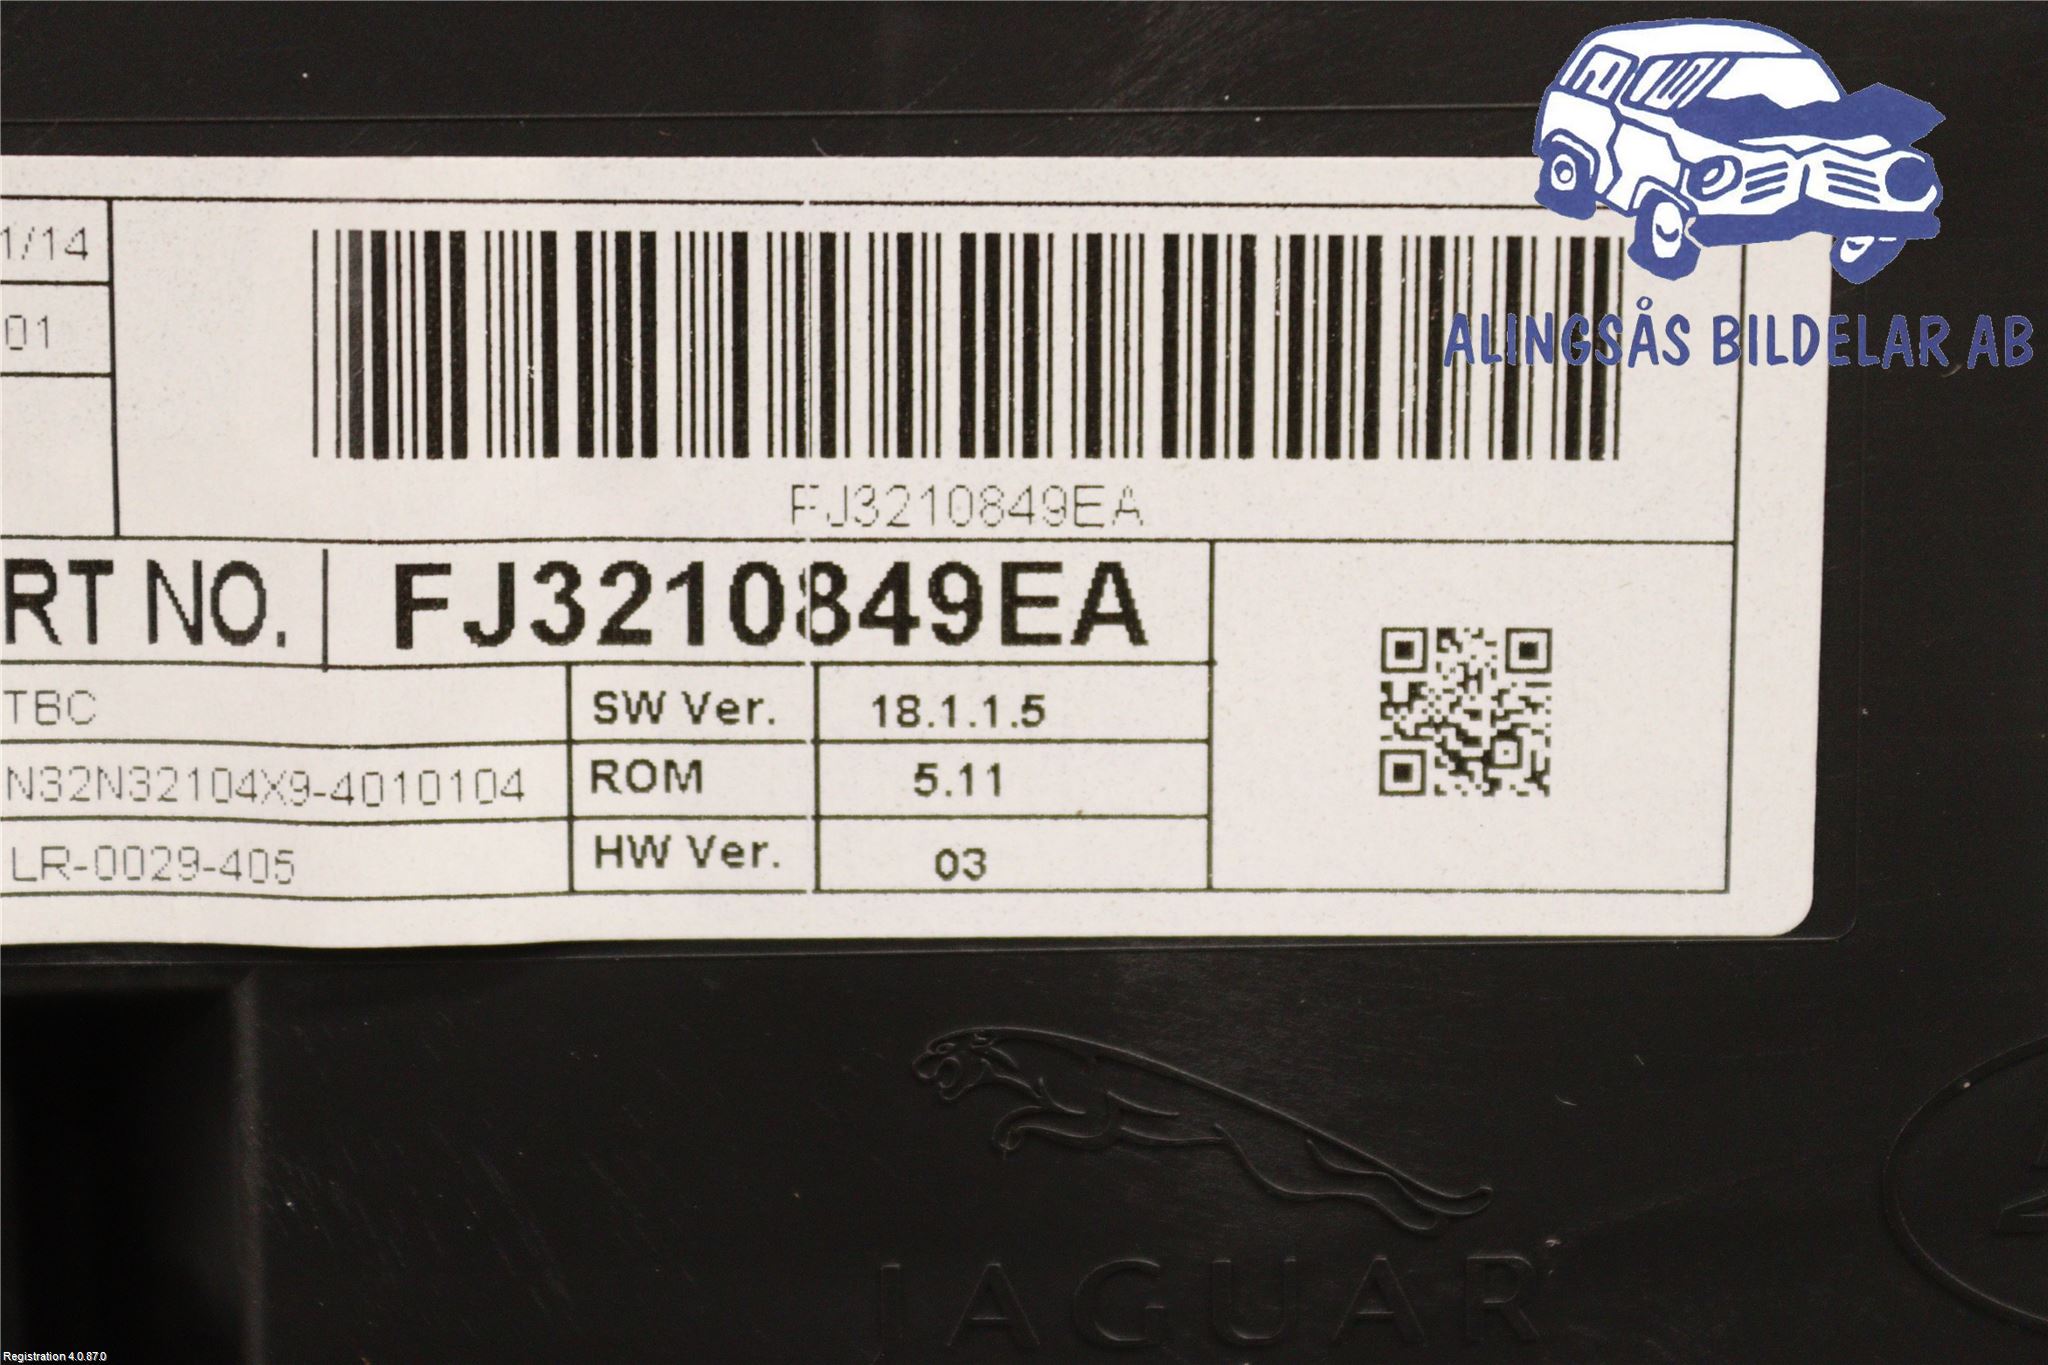 ALINGSÅS BILDELAR AB
1/14
01
FJ3210849EA
RT NO. FJ3210849EA
TBC SW Ver. 18.1.1.5
N32N32104X9-4010104 ROM 5.11
LR-0029-405 HW Ver. 03
JAGUAR
Registration 4.0.87.0